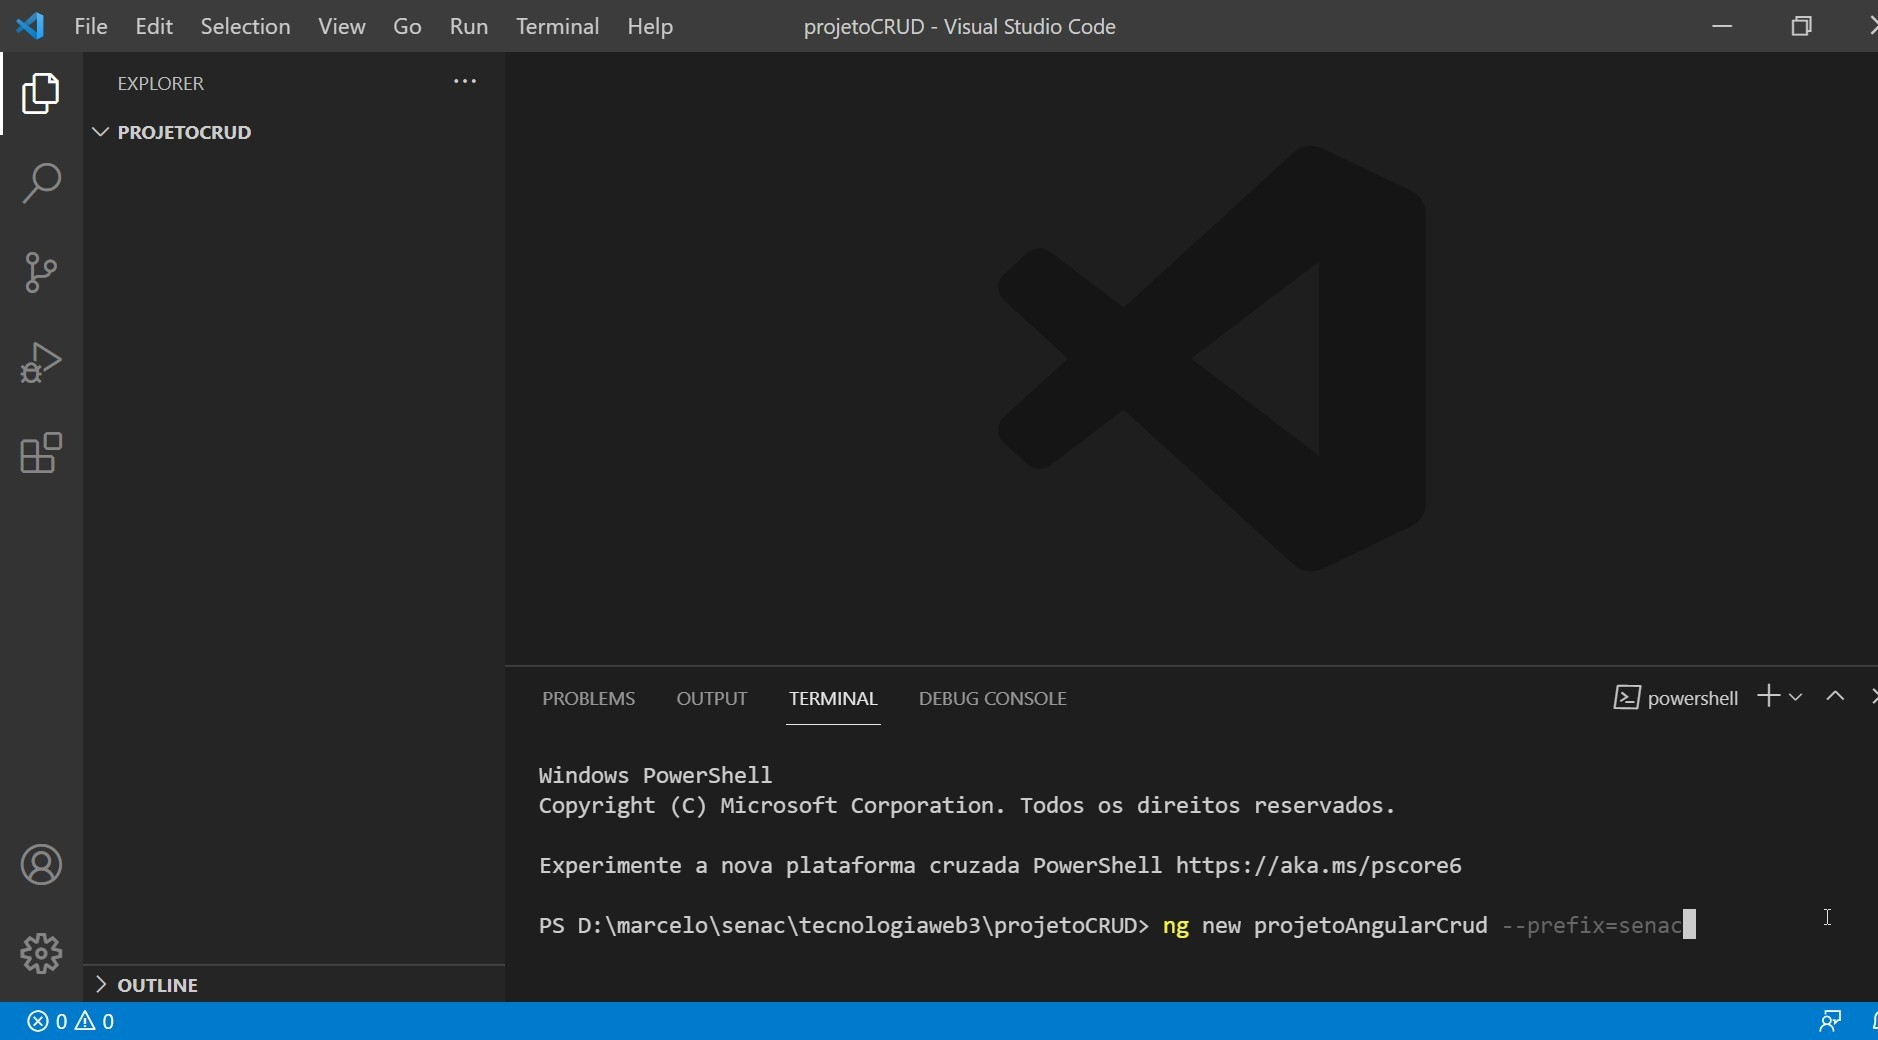 File Edit Selection View Go Run Terminal Help projetoCRUD - Visual Studio Code
EXPLORER
PROJETOCRUD
PROBLEMS OUTPUT TERMINAL DEBUG CONSOLE powershell
Windows PowerShell
Copyright (C) Microsoft Corporation. Todos os direitos reservados.
Experimente a nova plataforma cruzada PowerShell https://aka.ms/pscore6
PS D:\marcelo\senac\tecnologiaweb3\projetoCRUD> ng new projetoAngularCrud --prefix=senac
OUTLINE
0 0